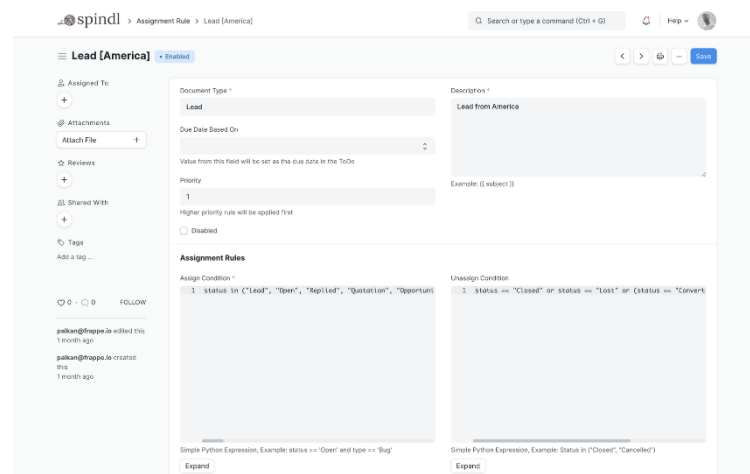 spindl > Assignment Rule > Lead [America]
Search or type a command (Ctrl + G)
Help
Lead [America]
• Enabled
Save
Assigned To
+
Attachments
Attach File +
Reviews
+
Shared With
+
Tags
Add a tag ...
0 · 0 FOLLOW
palkan@frappe.io edited this
1 month ago
palkan@frappe.io created
this
1 month ago
Document Type *
Lead
Due Date Based On
Value from this field will be set as the due date in the ToDo
Priority
1
Higher priority rule will be applied first
Disabled
Description *
Lead from America
Example: {{ subject }}
Assignment Rules
Assign Condition *
1 status in ("Lead", "Open", "Replied", "Quotation", "Opportuni
Simple Python Expression, Example: status == 'Open' and type == 'Bug'
Expand
Unassign Condition
1 status == "Closed" or status == "Lost" or (status == "Convert
Simple Python Expression, Example: Status in ("Closed", "Cancelled")
Expand